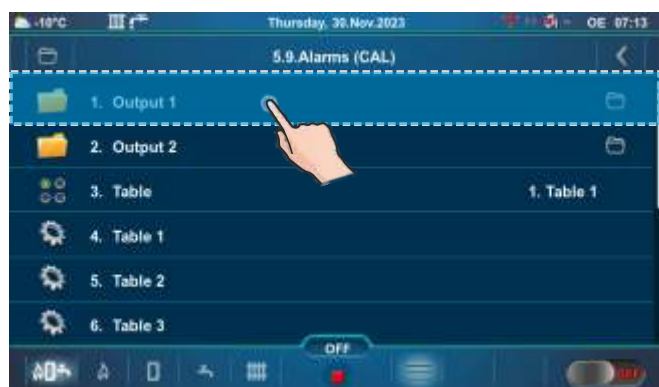 -10°C Thursday, 30.Nov.2023 OE 07:13
5.9.Alarms (CAL)
1. Output 1
2. Output 2
3. Table 1. Table 1
4. Table 1
5. Table 2
6. Table 3
OFF
OFF